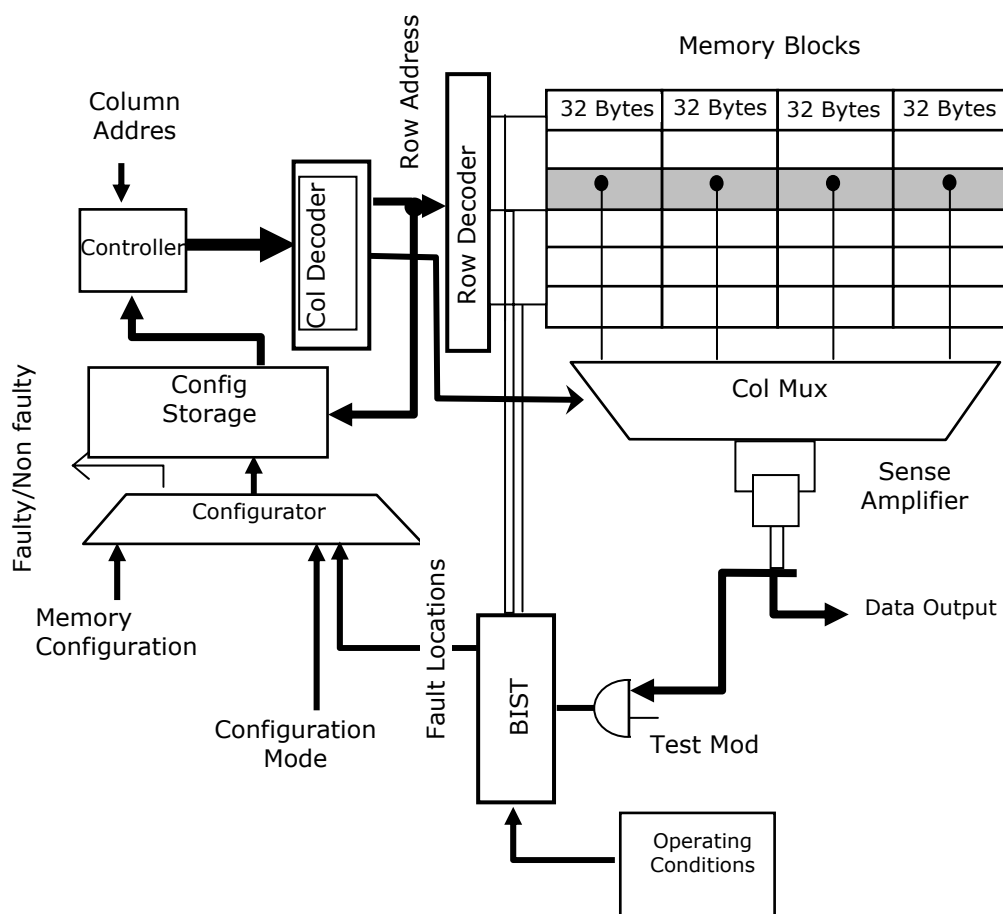 Memory Blocks
Column
Addres
Row Address
32 Bytes
32 Bytes
32 Bytes
32 Bytes
Controller
Col Decoder
Row Decoder
Config
Storage
Col Mux
Faulty/Non faulty
Sense
Amplifier
Configurator
Memory
Configuration
Data Output
Fault Locations
BIST
Configuration
Mode
Test Mod
Operating
Conditions